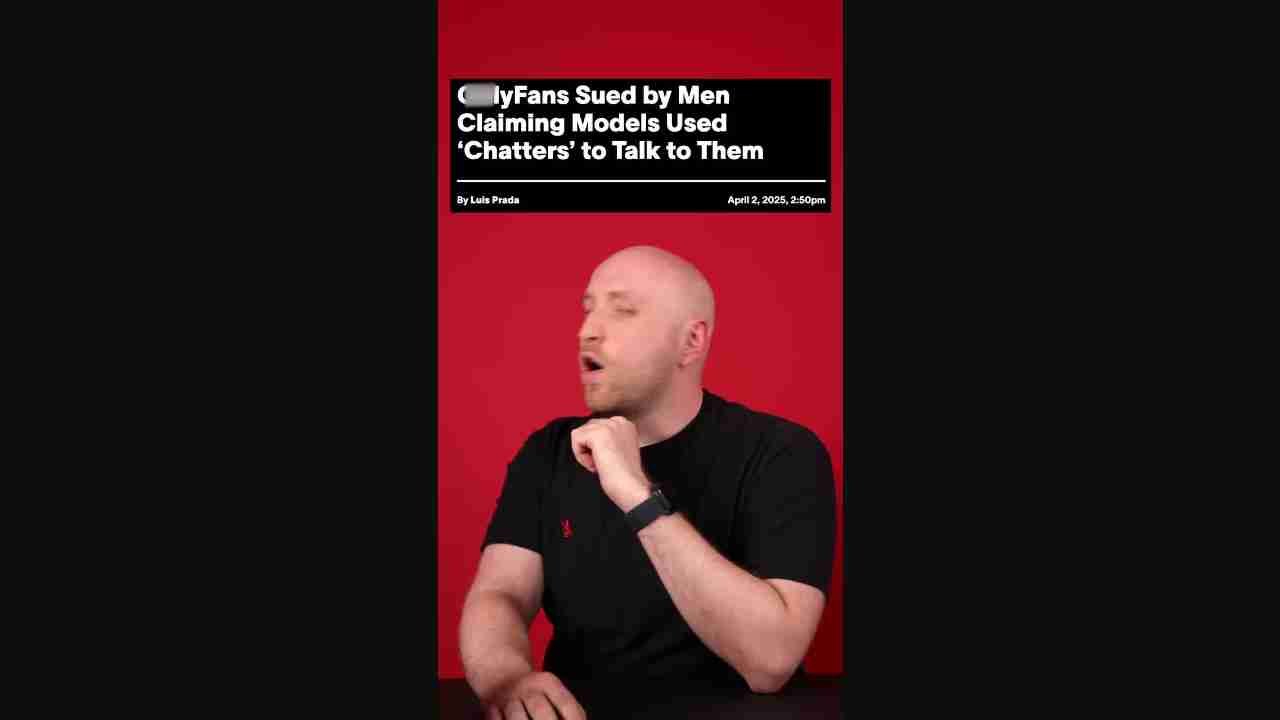 OnlyFans Sued by Men
Claiming Models Used
‘Chatters’ to Talk to Them
By Luis Prada
April 2, 2025, 2:50pm